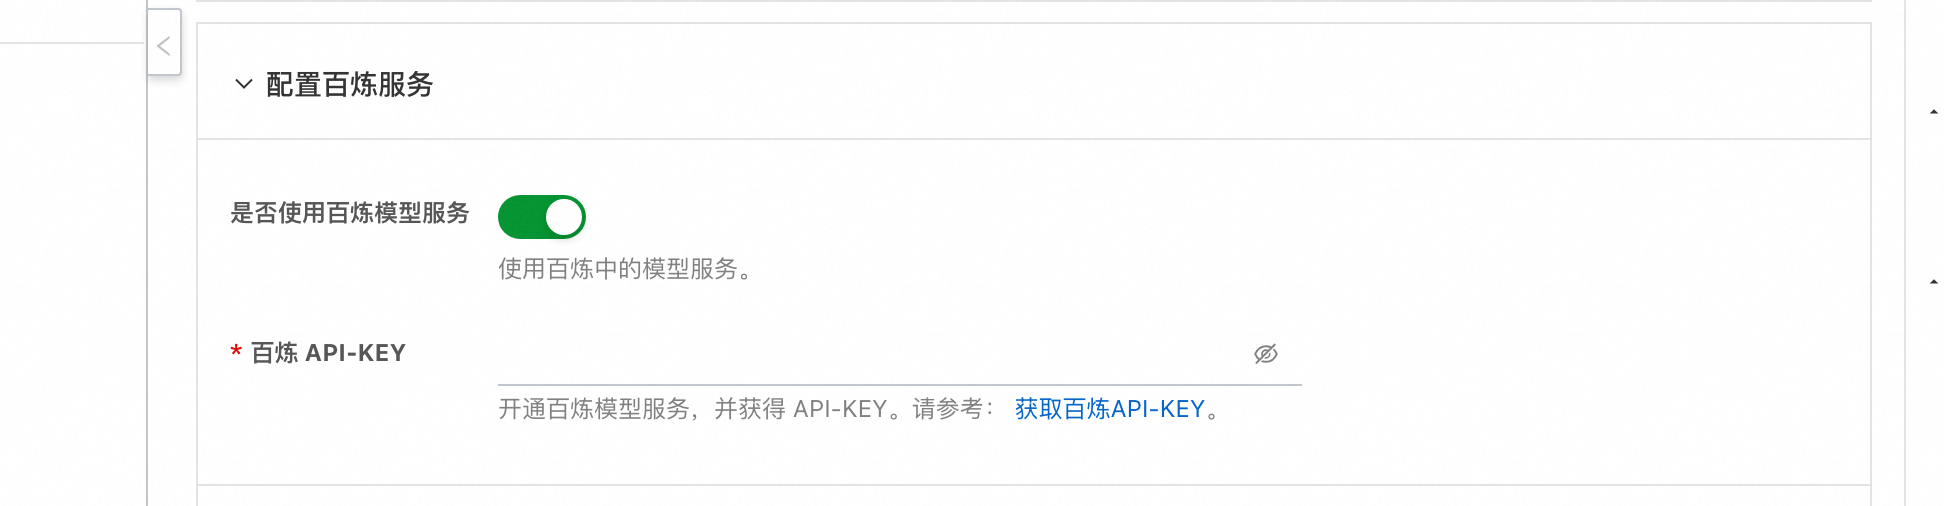 配置百炼服务
是否使用百炼模型服务
使用百炼中的模型服务。
* 百炼 API-KEY
开通百炼模型服务，并获得 API-KEY。请参考： 获取百炼API-KEY。